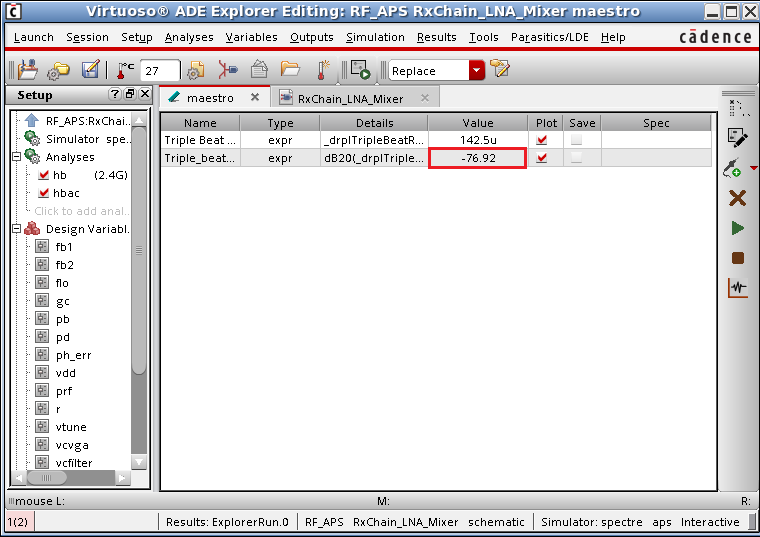 Virtuoso® ADE Explorer Editing: RF_APS RxChain_LNA_Mixer maestro
Launch Session Setup Analyses Variables Outputs Simulation Results Tools Parasitics/LDE Help cādence
°C 27 Replace
Setup ? maestro RxChain_LNA_Mixer
Name Type Details Value Plot Save Spec
Triple Beat ... expr _drplTripleBeatR... 142.5u
Triple_beat... expr dB20(_drplTriple... -76.92
RF_APS:RxChai...
Simulator spe...
Analyses
hb (2.4G)
hbac
Click to add anal...
Design Variabl...
fb1
fb2
flo
gc
pb
pd
ph_err
vdd
prf
r
vtune
vcvga
vcfilter
mouse L: M: R:
1(2) Results: ExplorerRun.0 RF_APS RxChain_LNA_Mixer schematic Simulator: spectre aps Interactive